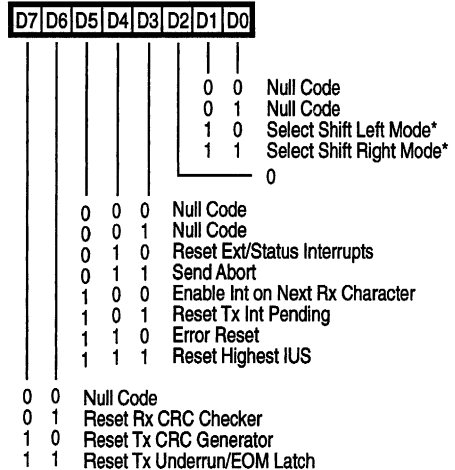 D7 D6 D5 D4 D3 D2 D1 D0
0 0 Null Code
0 1 Null Code
1 0 Select Shift Left Mode*
1 1 Select Shift Right Mode*
0
0 0 0 Null Code
0 0 1 Null Code
0 1 0 Reset Ext/Status Interrupts
0 1 1 Send Abort
1 0 0 Enable Int on Next Rx Character
1 0 1 Reset Tx Int Pending
1 1 0 Error Reset
1 1 1 Reset Highest IUS
0 0 Null Code
0 1 Reset Rx CRC Checker
1 0 Reset Tx CRC Generator
1 1 Reset Tx Underrun/EOM Latch